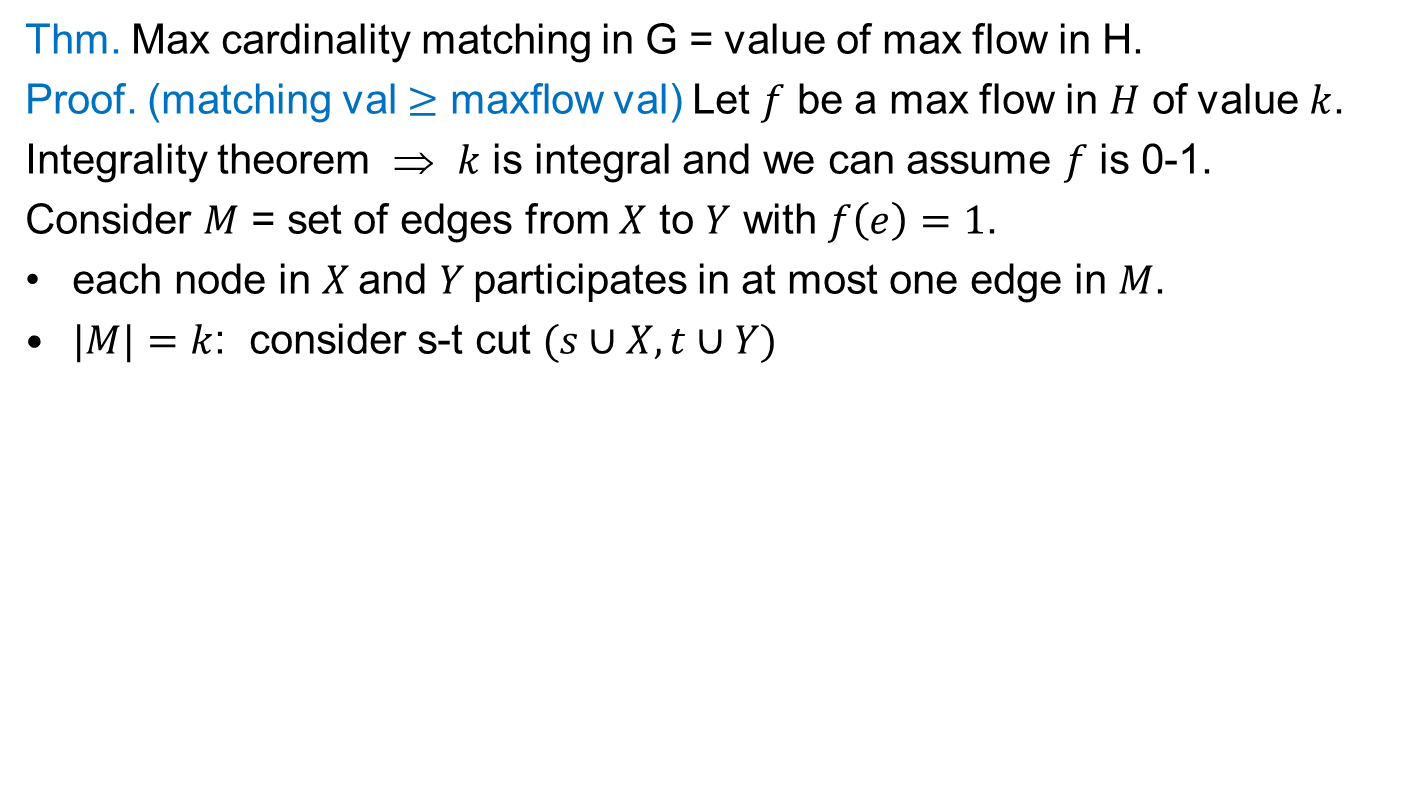 Thm. Max cardinality matching in G = value of max flow in H.
Proof. (matching val ≥ maxflow val) Let 𝑓 be a max flow in 𝐻 of value 𝑘.
Integrality theorem ⇒ 𝑘 is integral and we can assume 𝑓 is 0-1.
Consider 𝑀 = set of edges from 𝑋 to 𝑌 with 𝑓(𝑒) = 1.
• each node in 𝑋 and 𝑌 participates in at most one edge in 𝑀.
• |𝑀| = 𝑘: consider s-t cut (𝑠 ∪ 𝑋, 𝑡 ∪ 𝑌)